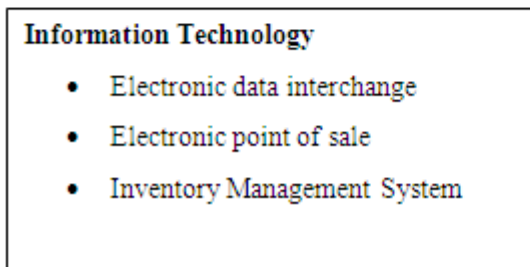 Information Technology
• Electronic data interchange
• Electronic point of sale
• Inventory Management System